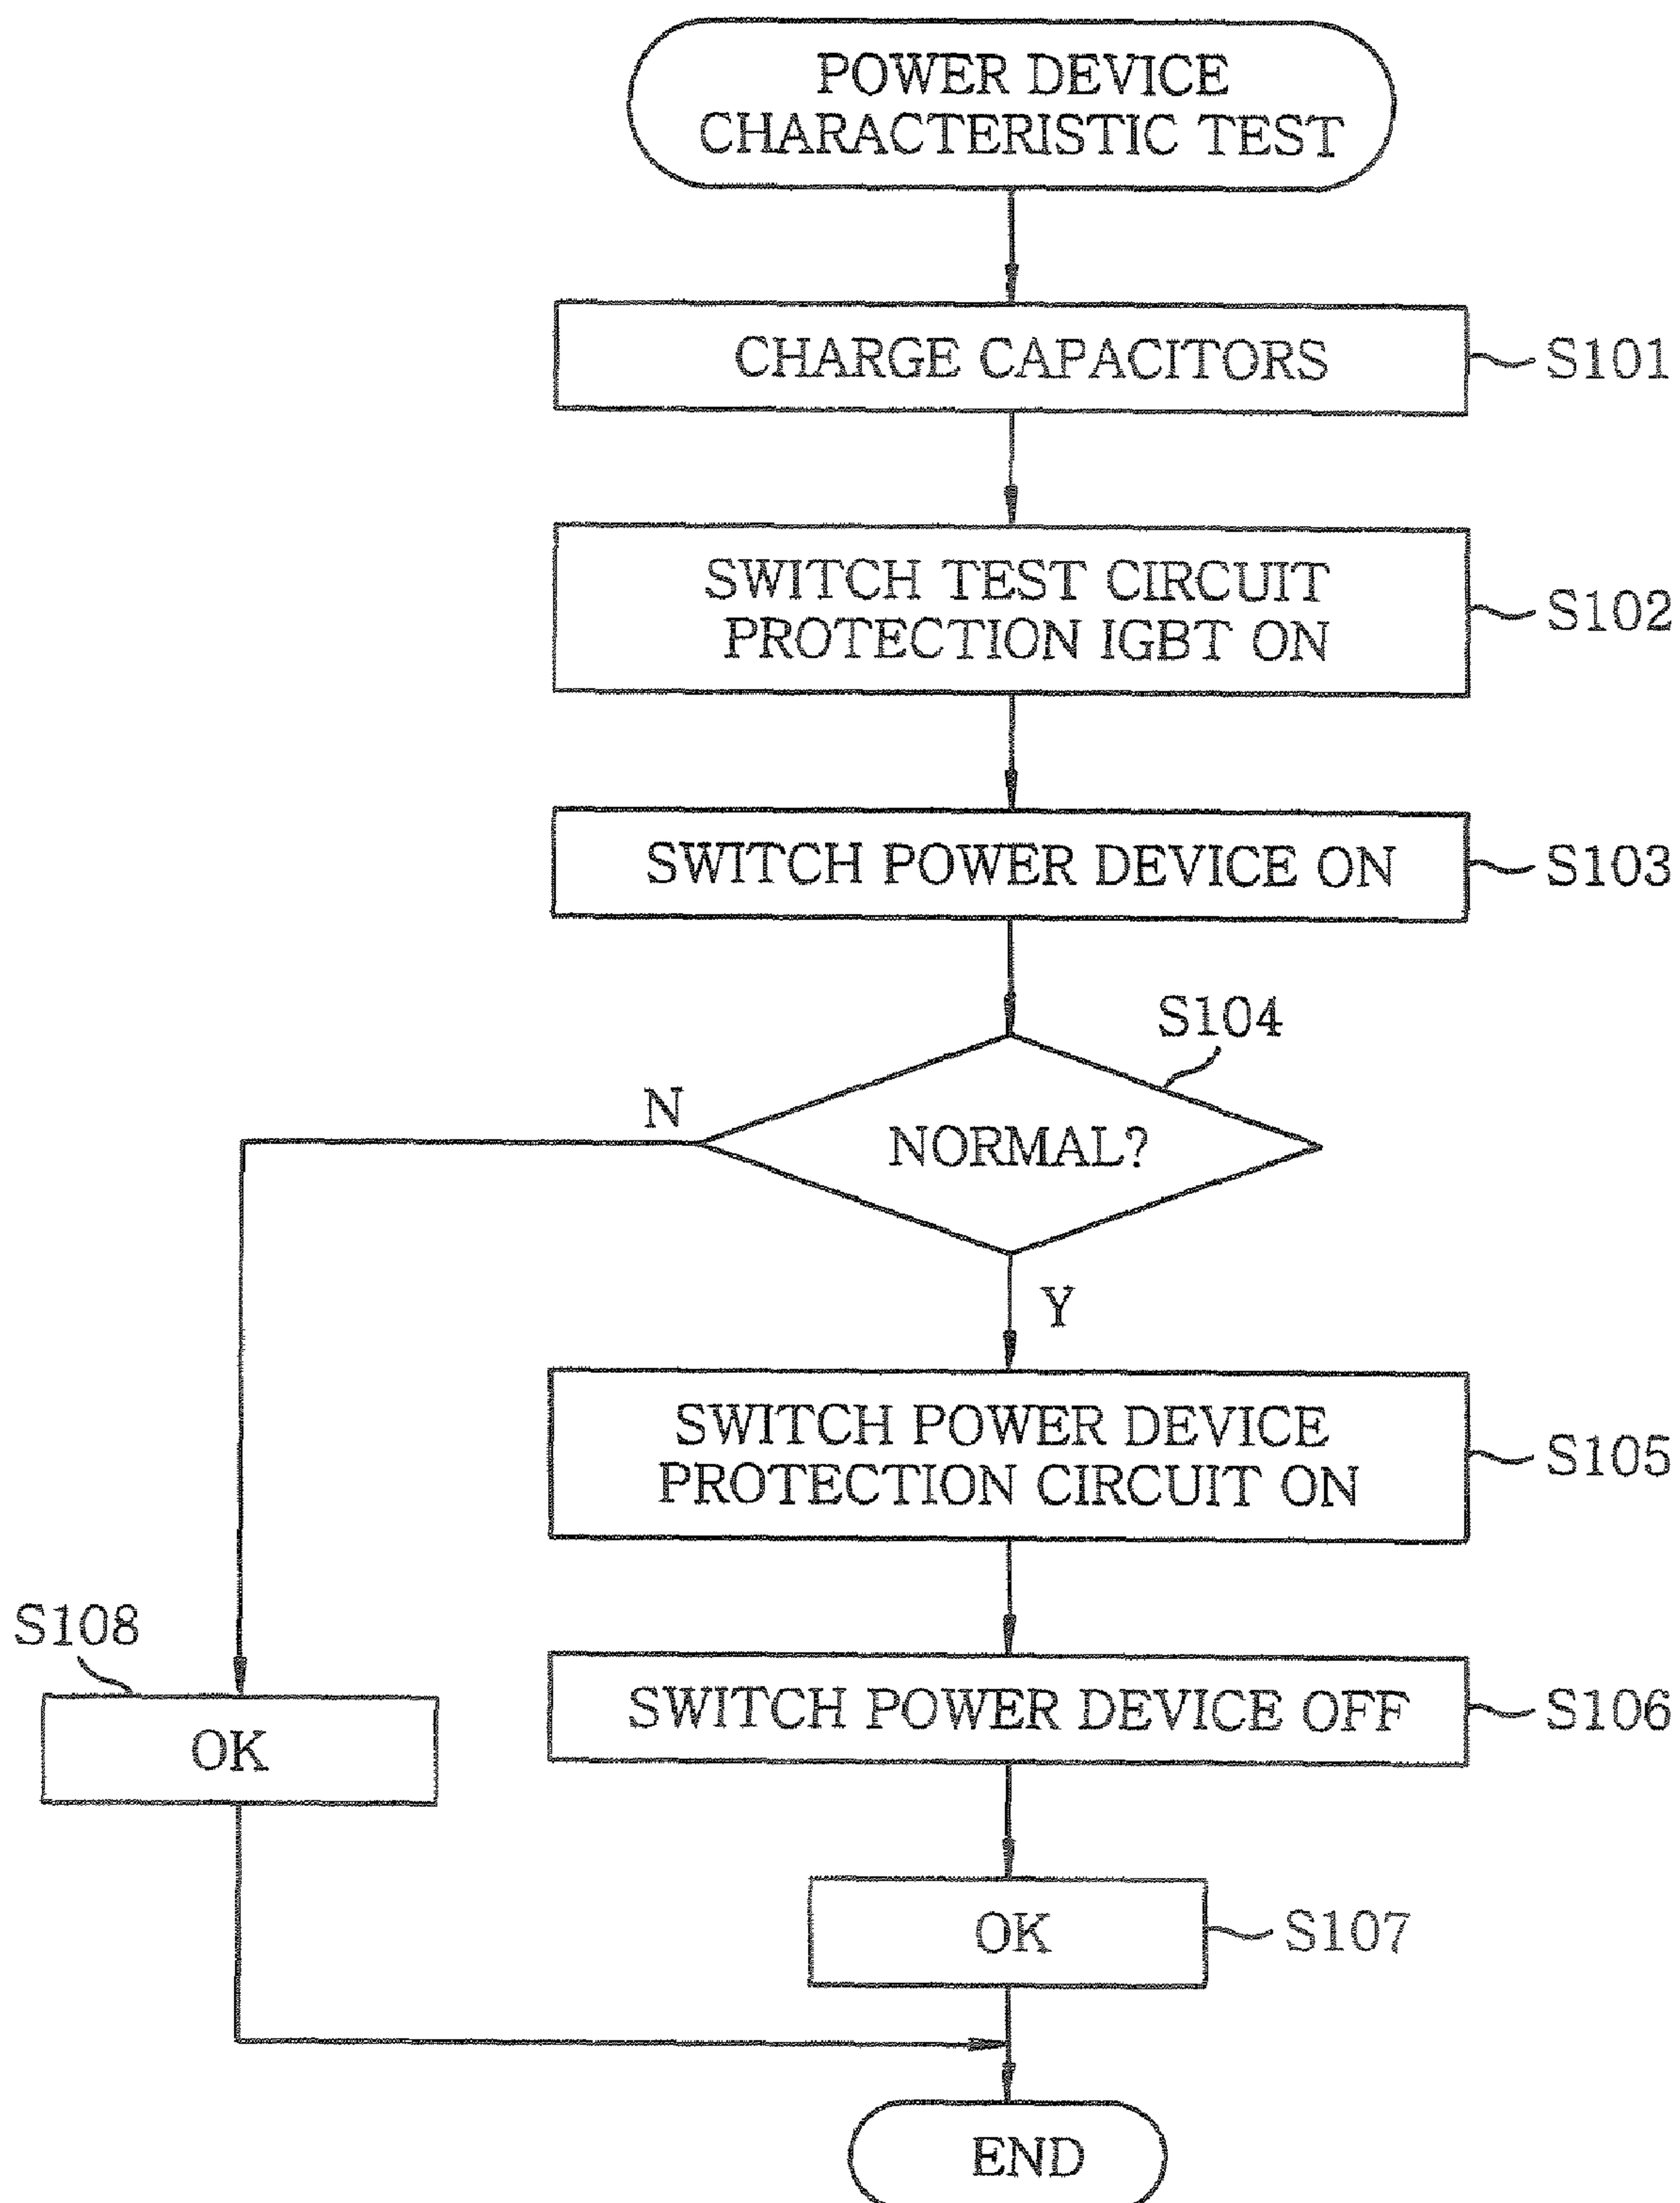 POWER DEVICE
CHARACTERISTIC TEST
CHARGE CAPACITORS
S101
SWITCH TEST CIRCUIT
PROTECTION IGBT ON
S102
SWITCH POWER DEVICE ON
S103
S104
N
NORMAL?
Y
SWITCH POWER DEVICE
PROTECTION CIRCUIT ON
S105
S108
OK
SWITCH POWER DEVICE OFF
S106
OK
S107
END